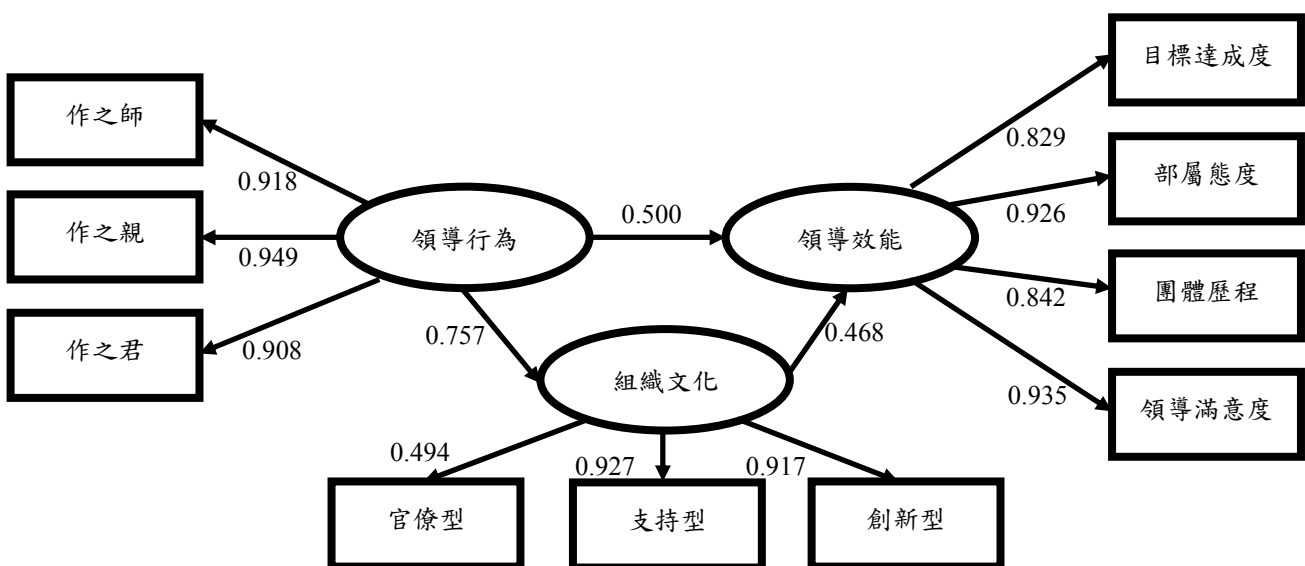 目標達成度
作之師
0.829
部屬態度
0.918
0.926
作之親
0.949
領導行為
0.500
領導效能
團體歷程
0.842
作之君
0.908
0.757
0.468
組織文化
0.935
領導滿意度
0.494
0.927
0.917
官僚型
支持型
創新型